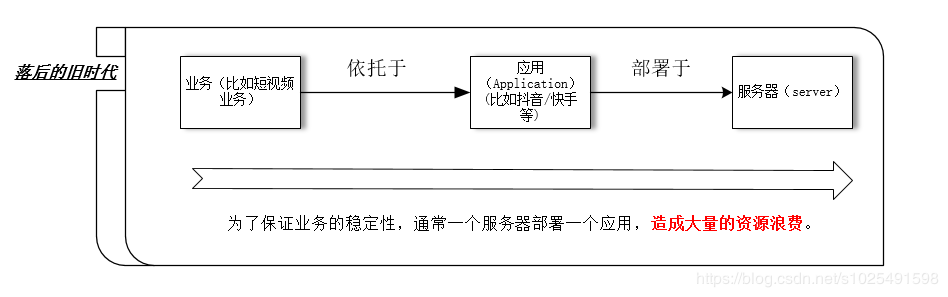 落后的旧时代
业务（比如短视频
业务）
依托于
应用
（Application）
(比如抖音/快手
等)
部署于
服务器（server）
为了保证业务的稳定性，通常一个服务器部署一个应用，造成大量的资源浪费。
https://blog.csdn.net/s1025491598